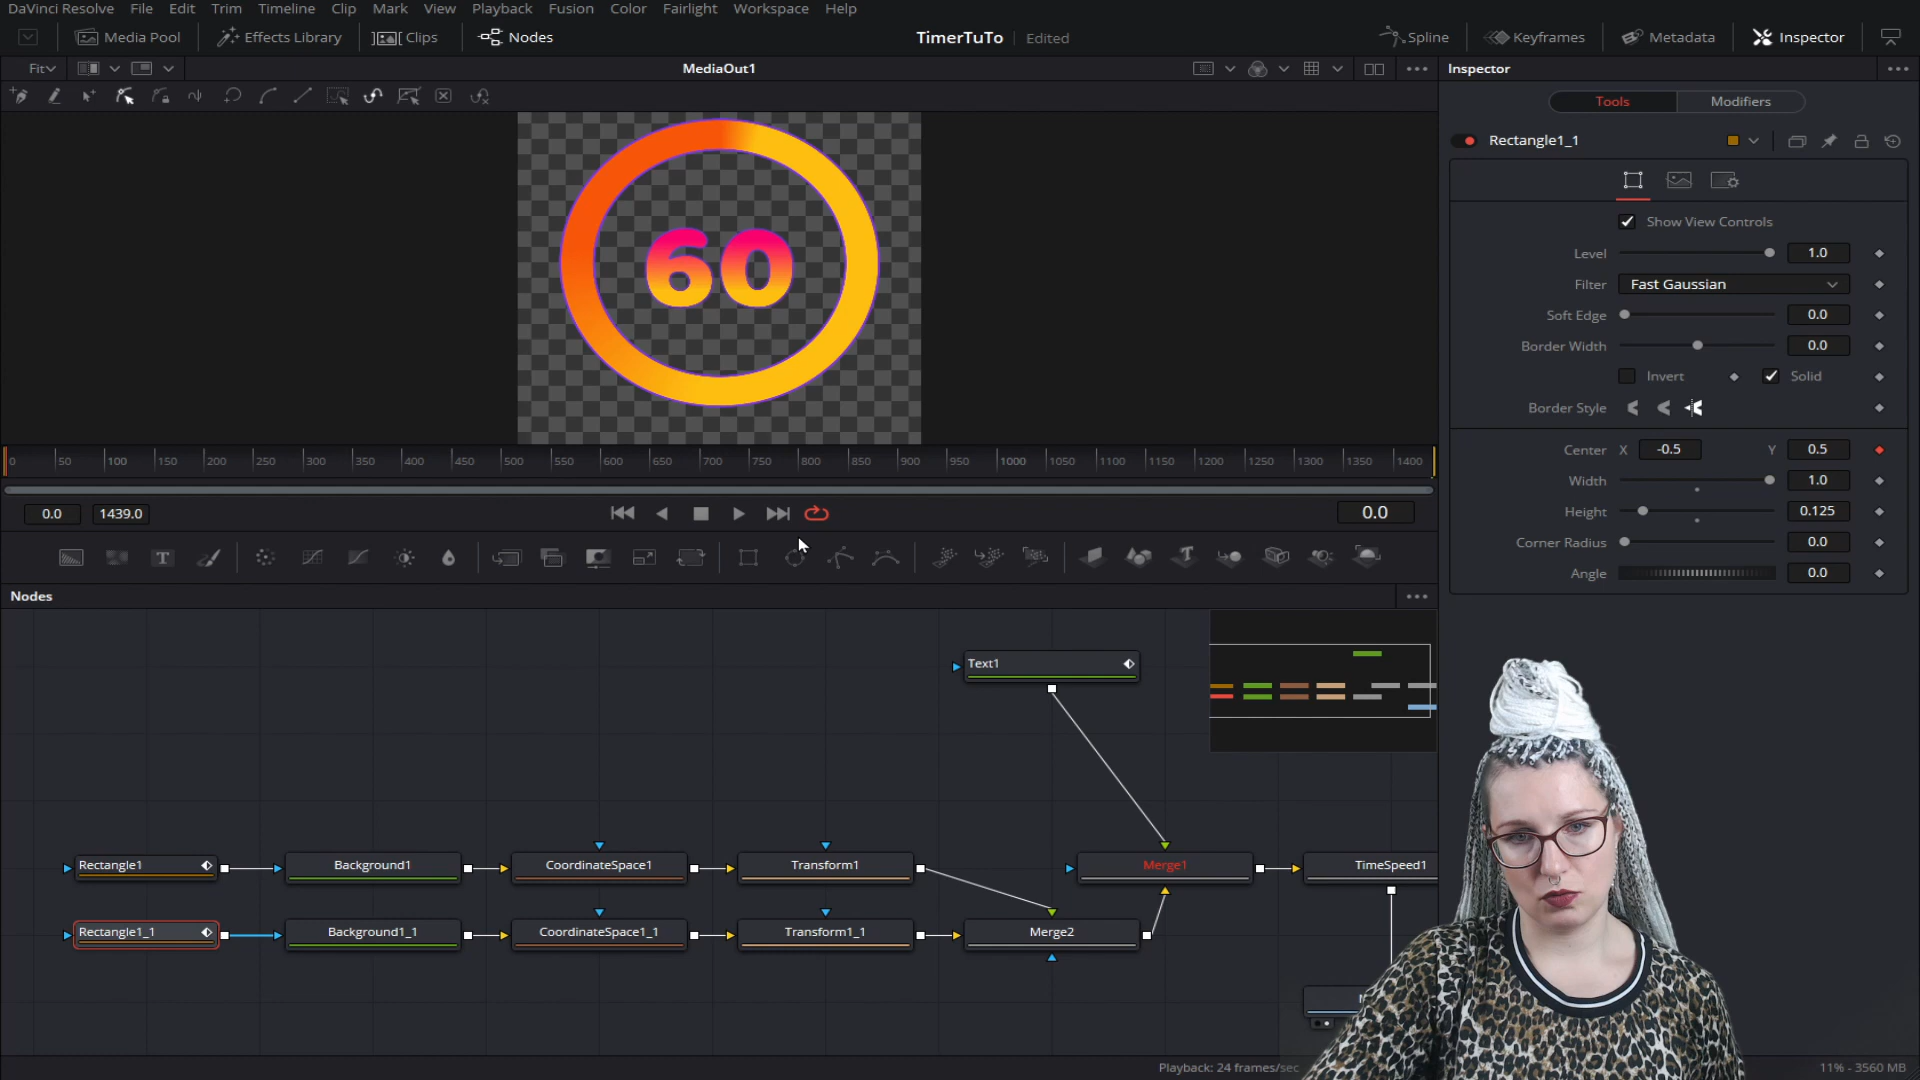 DaVinci Resolve File Edit Trim Timeline Clip Mark View Playback Fusion Color Fairlight Workspace Help
Media Pool Effects Library Clips Nodes TimerTuTo Edited Spline Keyframes Metadata Inspector
Fit MediaOut1 Inspector
Tools Modifiers
Rectangle1_1
60
Show View Controls
Level 1.0
Filter Fast Gaussian
Soft Edge 0.0
Border Width 0.0
Invert Solid
Border Style
Center X -0.5 Y 0.5
Width 1.0
Height 0.125
Corner Radius 0.0
Angle 0.0
0 50 100 150 200 250 300 350 400 450 500 550 600 650 700 750 800 850 900 950 1000 1050 1100 1150 1200 1250 1300 1350 1400
0.0 1439.0 0.0
T
Nodes
Text1
Rectangle1 Background1 CoordinateSpace1 Transform1 Merge1 TimeSpeed1
Rectangle1_1 Background1_1 CoordinateSpace1_1 Transform1_1 Merge2
Playback: 24 frames/sec 11% - 3560 MB